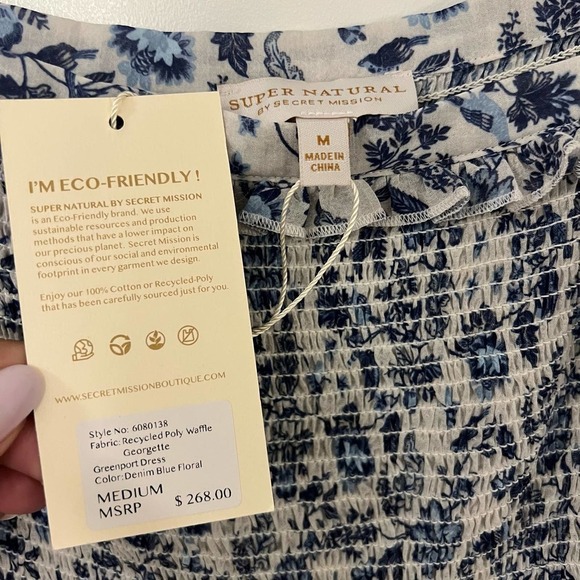 SUPER NATURAL
BY SECRET MISSION
M
MADE IN
CHINA
I'M ECO-FRIENDLY !
SUPER NATURAL BY SECRET MISSION
is an Eco-Friendly brand. We use
sustainable resources and production
methods that have a lower impact on
our precious planet. Secret Mission is
conscious of our social and environmental
footprint in every garment we design.
Enjoy our 100% Cotton or Recycled-Poly
that has been carefully sourced just for you.
WWW.SECRETMISSIONBOUTIQUE.COM
Style No: 6080138
Fabric: Recycled Poly Waffle
Georgette
Greenport Dress
Color: Denim Blue Floral
MEDIUM
MSRP $ 268.00